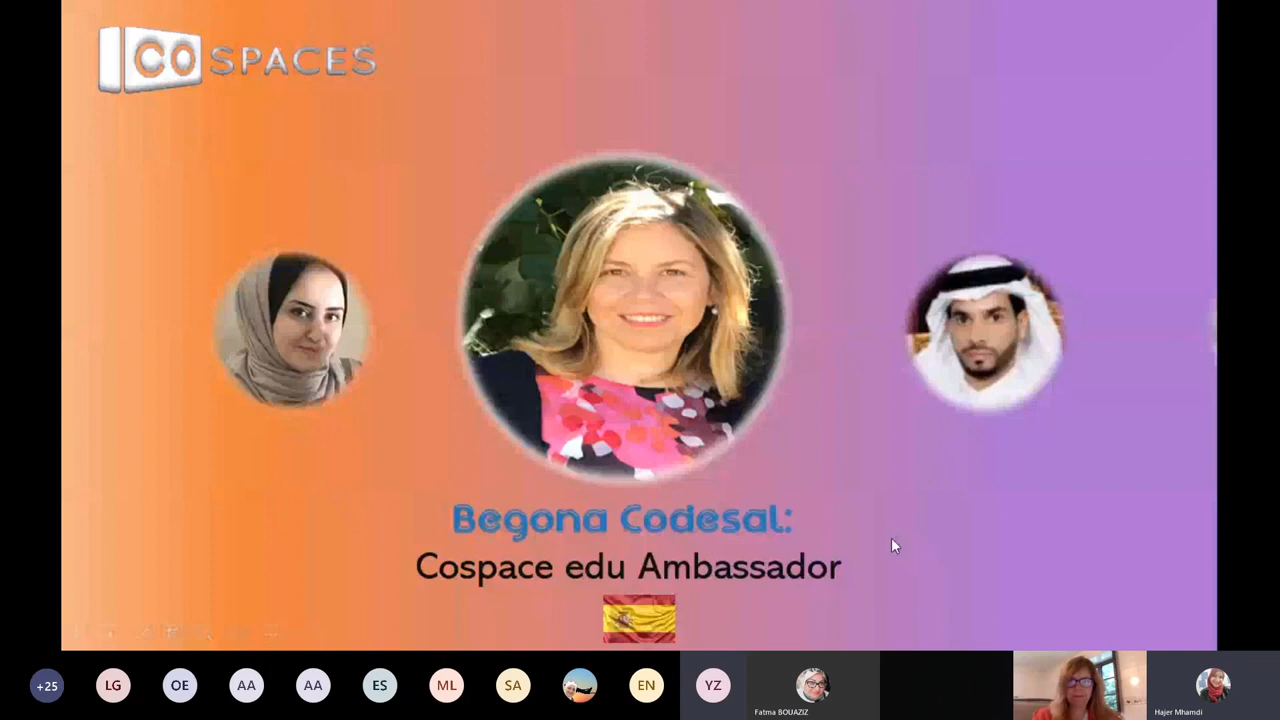 CO SPACES
Begona Codesal:
Cospace edu Ambassador
+25
LG
OE
AA
AA
ES
ML
SA
EN
YZ
Fatma BOUAZIZ
Hajer Mhamdi